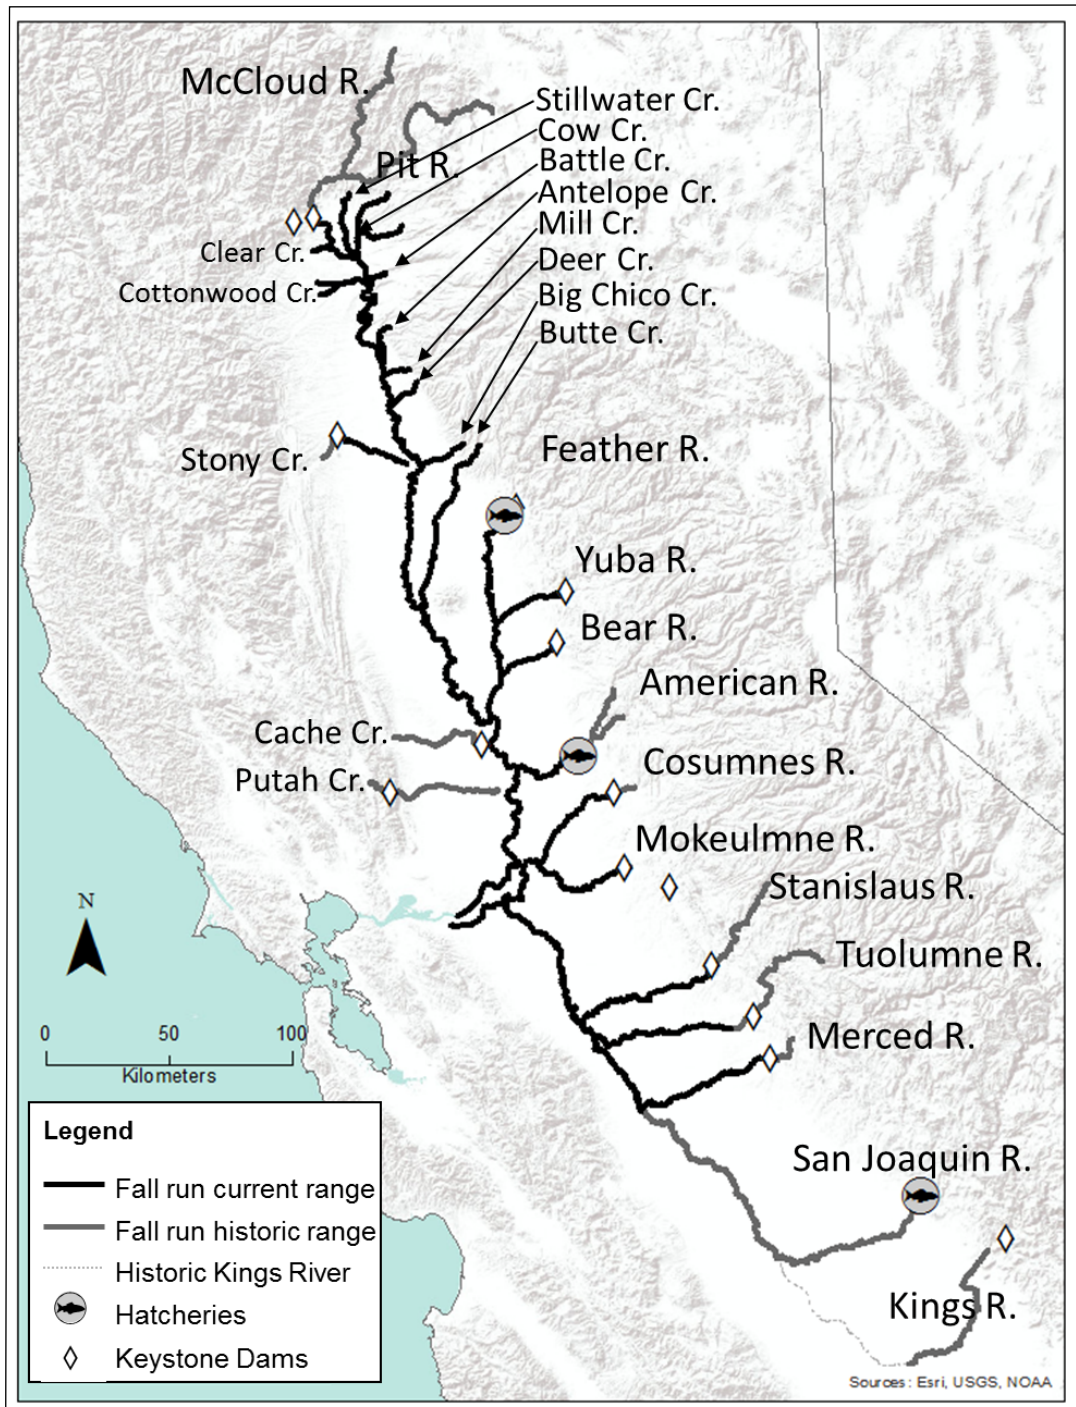 McCloud R.
Stillwater Cr.
Cow Cr.
Pit R.
Battle Cr.
Antelope Cr.
Mill Cr.
Clear Cr.
Deer Cr.
Cottonwood Cr.
Big Chico Cr.
Butte Cr.
Feather R.
Stony Cr.
Yuba R.
Bear R.
American R.
Cache Cr.
Cosumnes R.
Putah Cr.
Mokeulmne R.
Stanislaus R.
N
Tuolumne R.
0 50 100
Kilometers
Merced R.
Legend
Fall run current range
Fall run historic range
Historic Kings River
Hatcheries
Keystone Dams
San Joaquin R.
Kings R.
Sources: Esri, USGS, NOAA